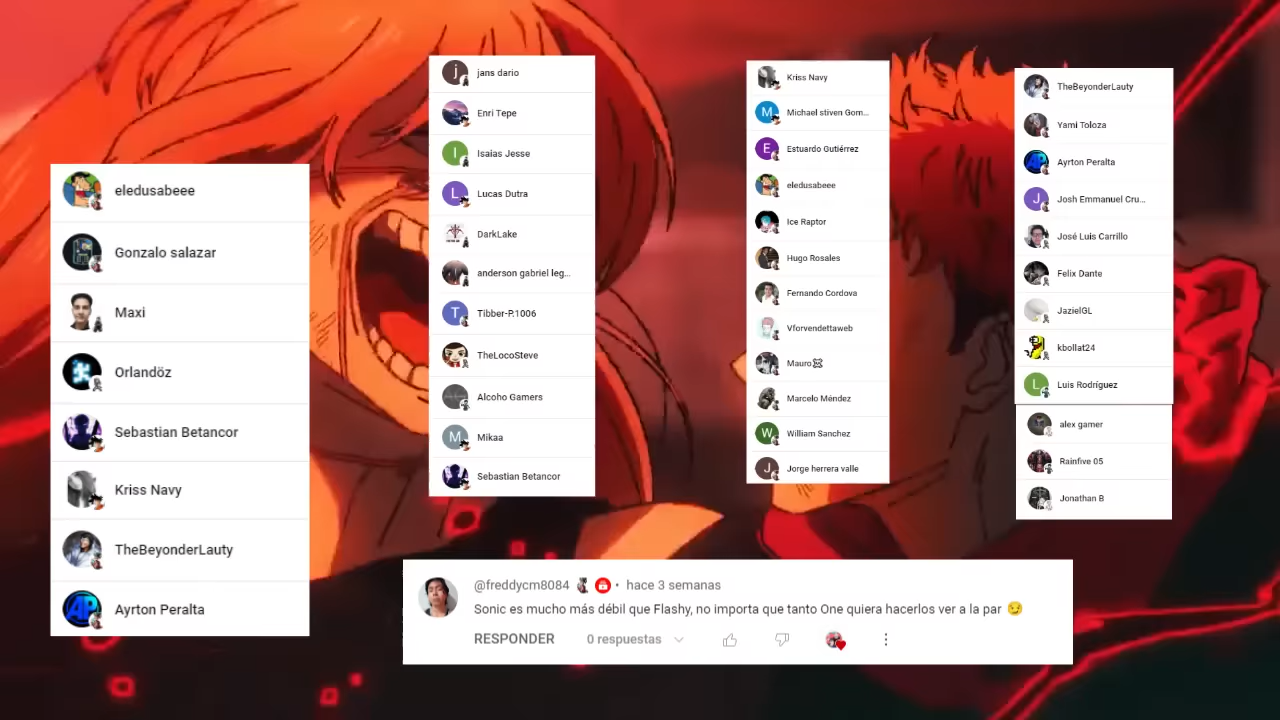 eledusabeee
Gonzalo salazar
Maxi
Orlandöz
Sebastian Betancor
Kriss Navy
TheBeyonderLauty
Ayrton Peralta
jans dario
Enri Tepe
Isaias Jesse
Lucas Dutra
DarkLake
anderson gabriel leg...
Tibber-P.1006
TheLocoSteve
Alcoho Gamers
Mikaa
Sebastian Betancor
Kriss Navy
Michael stiven Gom...
Estuardo Gutiérrez
eledusabeee
Ice Raptor
Hugo Rosales
Fernando Cordova
Vforvendettaweb
Mauro☠
Marcelo Méndez
William Sanchez
Jorge herrera valle
TheBeyonderLauty
Yami Toloza
Ayrton Peralta
Josh Emmanuel Cru...
José Luis Carrillo
Felix Dante
JazielGL
kbollat24
Luis Rodríguez
alex gamer
Rainfive 05
Jonathan B
@freddycm8084 • hace 3 semanas
Sonic es mucho más débil que Flashy, no importa que tanto One quiera hacerlos ver a la par 😏
RESPONDER 0 respuestas